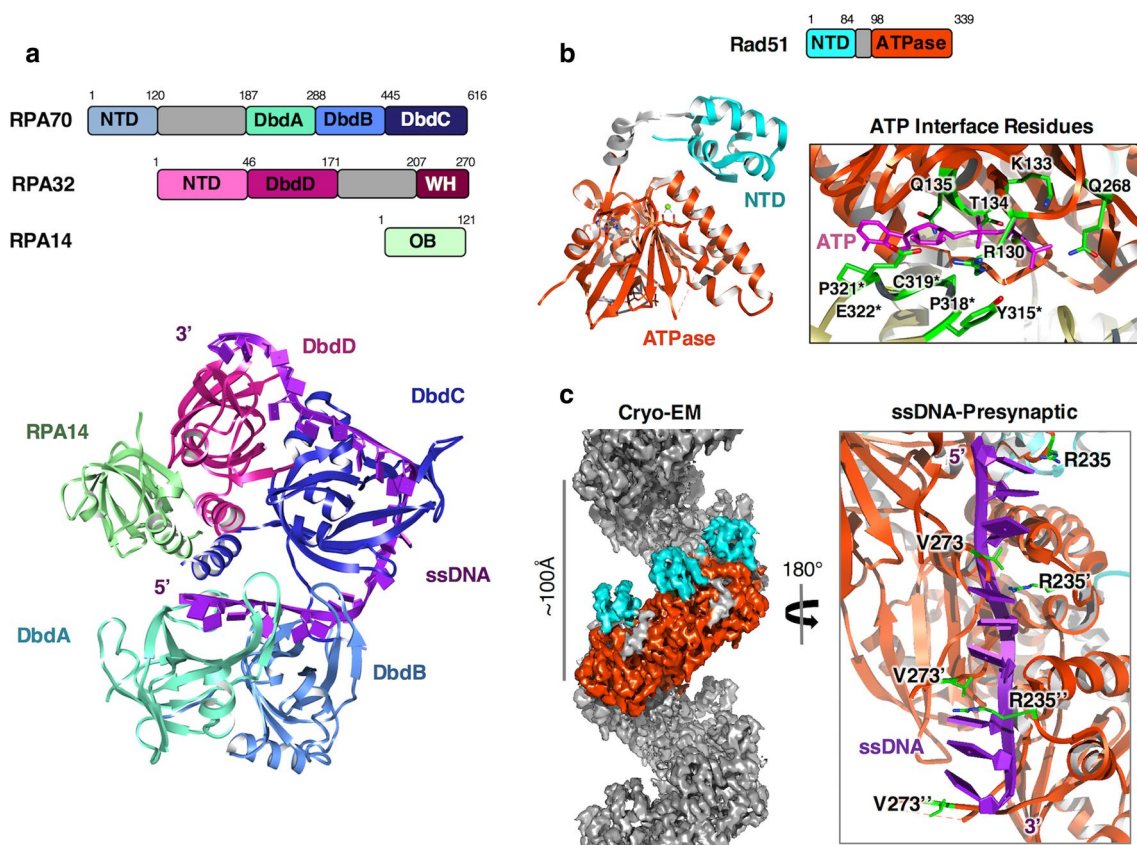 a
1 120 187 288 445 616
RPA70 NTD DbdA DbdB DbdC
1 46 171 207 270
RPA32 NTD DbdD WH
1 121
RPA14 OB
3’
DbdD
DbdC
RPA14
ssDNA
5’
DbdA
DbdB
b
1 84 98 339
Rad51 NTD ATPase
NTD
ATPase
ATP Interface Residues
K133
Q135
Q268
T134
ATP
R130
C319*
P321*
P318*
E322*
Y315*
c
Cryo-EM
~100Å
180°
ssDNA-Presynaptic
5’
R235
V273
R235’
V273’
R235’’
ssDNA
V273’’
3’